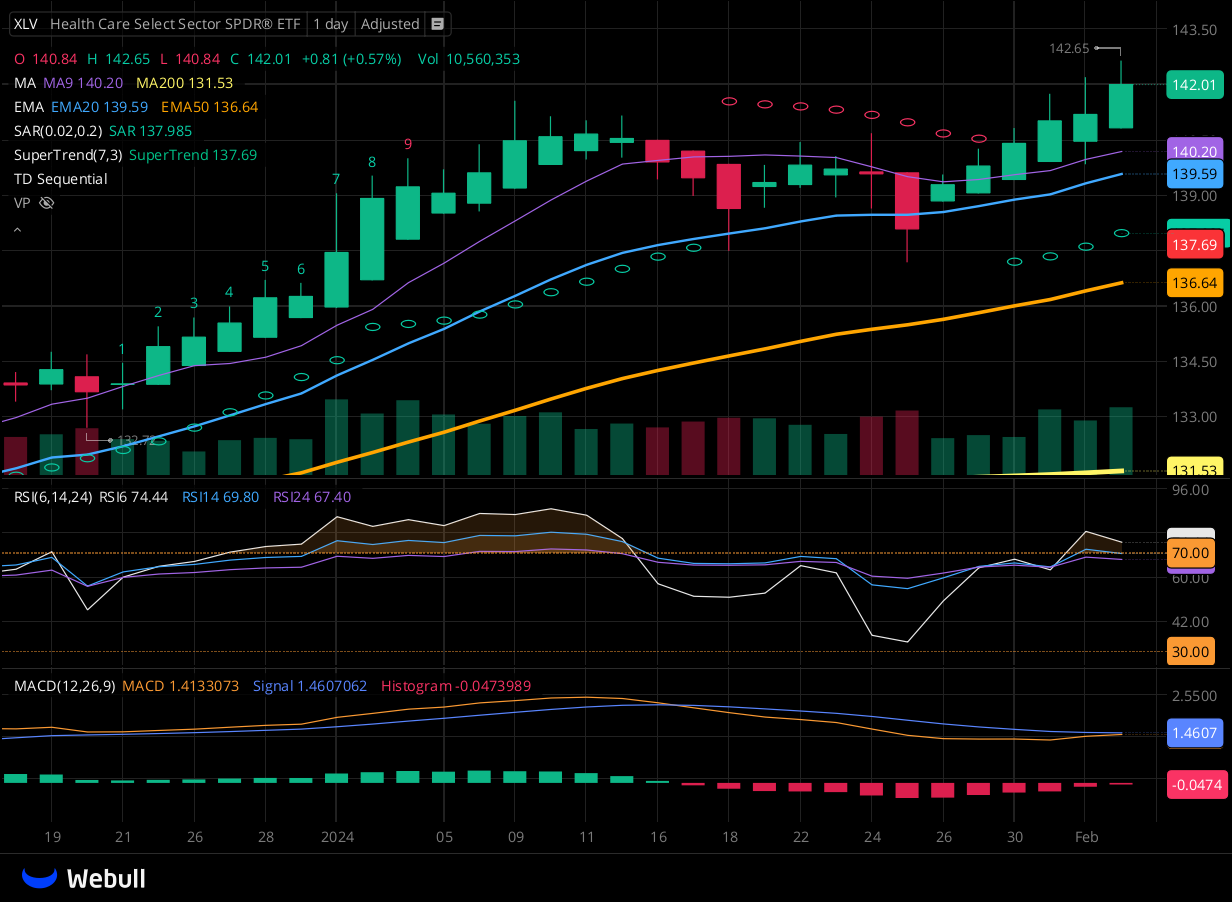 XLV Health Care Select Sector SPDR® ETF 1 day Adjusted
O 140.84 H 142.65 L 140.84 C 142.01 +0.81 (+0.57%) Vol 10,560,353
MA MA9 140.20 MA200 131.53
EMA EMA20 139.59 EMA50 136.64
SAR(0.02,0.2) SAR 137.985
SuperTrend(7,3) SuperTrend 137.69
TD Sequential
VP
142.65
1 2 3 4 5 6 7 8 9
143.50
142.01
140.20
139.59
139.00
137.69
136.64
136.00
134.50
133.00
131.53
RSI(6,14,24) RSI6 74.44 RSI14 69.80 RSI24 67.40
96.00
70.00
60.00
42.00
30.00
MACD(12,26,9) MACD 1.4133073 Signal 1.4607062 Histogram -0.0473989
2.5500
1.4607
-0.0474
19 21 26 28 2024 05 09 11 16 18 22 24 26 30 Feb
Webull